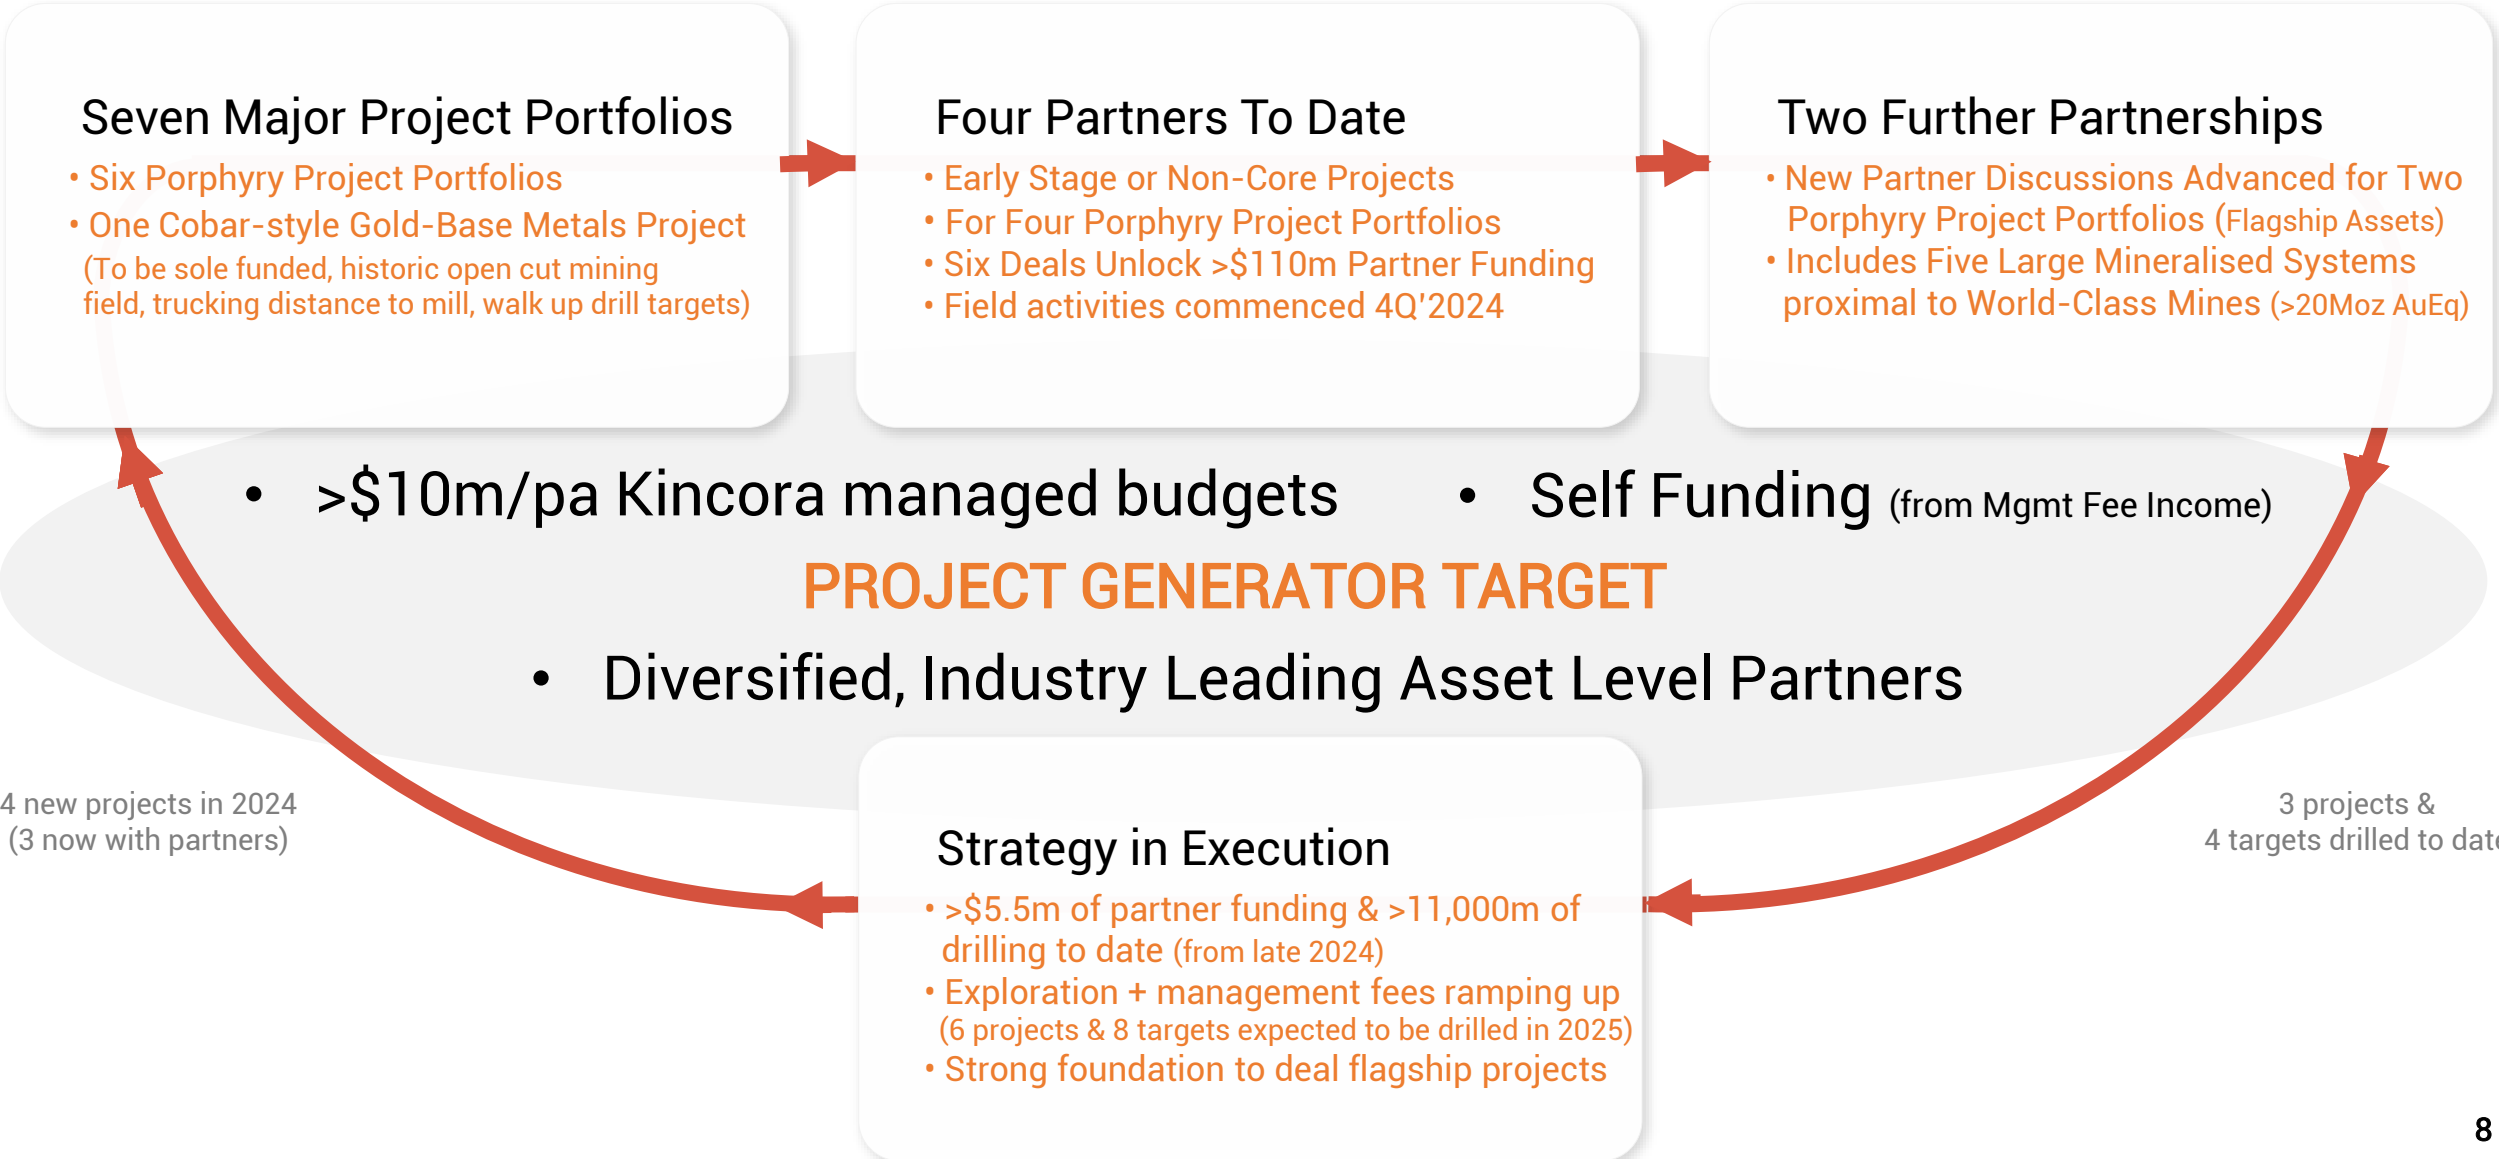 Seven Major Project Portfolios
• Six Porphyry Project Portfolios
• One Cobar-style Gold-Base Metals Project
(To be sole funded, historic open cut mining
field, trucking distance to mill, walk up drill targets)
Four Partners To Date
• Early Stage or Non-Core Projects
• For Four Porphyry Project Portfolios
• Six Deals Unlock >$110m Partner Funding
• Field activities commenced 4Q'2024
Two Further Partnerships
• New Partner Discussions Advanced for Two
Porphyry Project Portfolios (Flagship Assets)
• Includes Five Large Mineralised Systems
proximal to World-Class Mines (>20Moz AuEq)
• >$10m/pa Kincora managed budgets
• Self Funding (from Mgmt Fee Income)
PROJECT GENERATOR TARGET
• Diversified, Industry Leading Asset Level Partners
4 new projects in 2024
(3 now with partners)
3 projects &
4 targets drilled to date
Strategy in Execution
• >$5.5m of partner funding & >11,000m of
drilling to date (from late 2024)
• Exploration + management fees ramping up
(6 projects & 8 targets expected to be drilled in 2025)
• Strong foundation to deal flagship projects
8